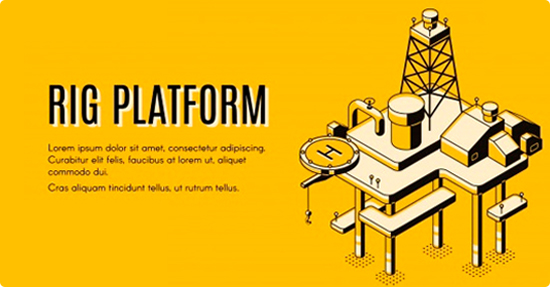 RIG PLATFORM
Lorem ipsum dolor sit amet, consectetur adipiscing.
Curabitur elit felis, faucibus at lorem ut, aliquet
commodo dui.
Cras aliquam tincidunt tellus, ut rutrum tellus.
H